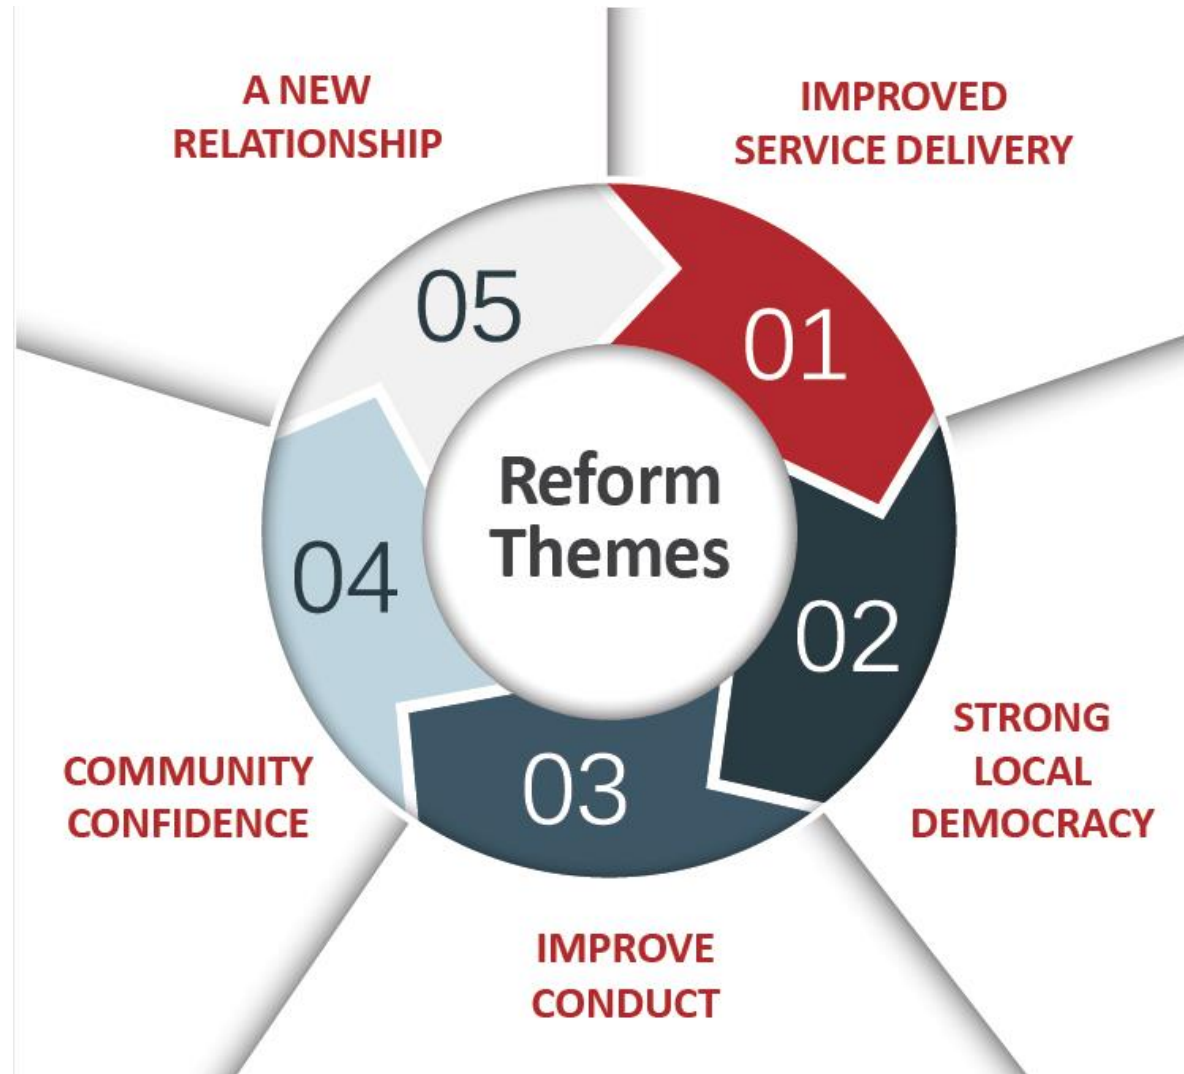 Reform
Themes
01
IMPROVED
SERVICE DELIVERY
02
STRONG
LOCAL
DEMOCRACY
03
IMPROVE
CONDUCT
04
COMMUNITY
CONFIDENCE
05
A NEW
RELATIONSHIP